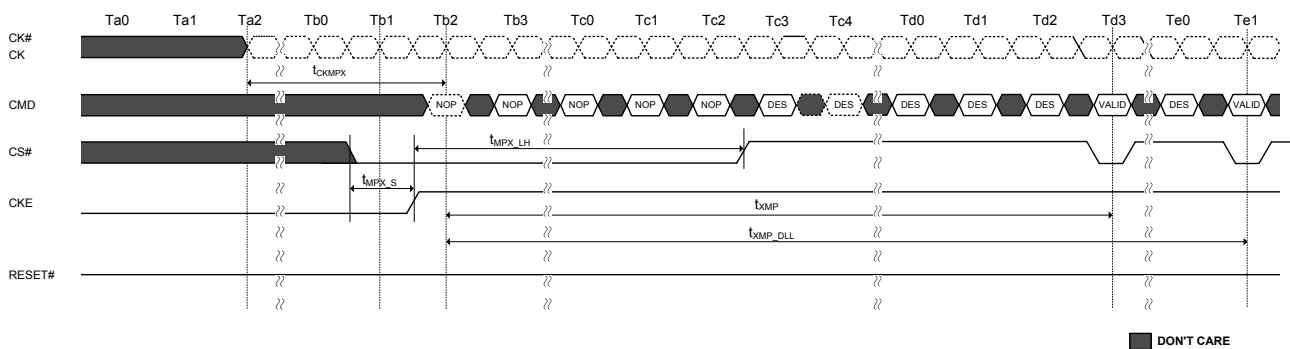 Ta0 Ta1 Ta2 Tb0 Tb1 Tb2 Tb3 Tc0 Tc1 Tc2 Tc3 Tc4 Td0 Td1 Td2 Td3 Te0 Te1
CK#
CK
tCKMPX
CMD NOP NOP NOP NOP NOP DES DES DES DES DES VALID DES VALID
CS#
tMPX_LH
tMPX_S
CKE
tXMP
tXMP_DLL
RESET#
DON'T CARE